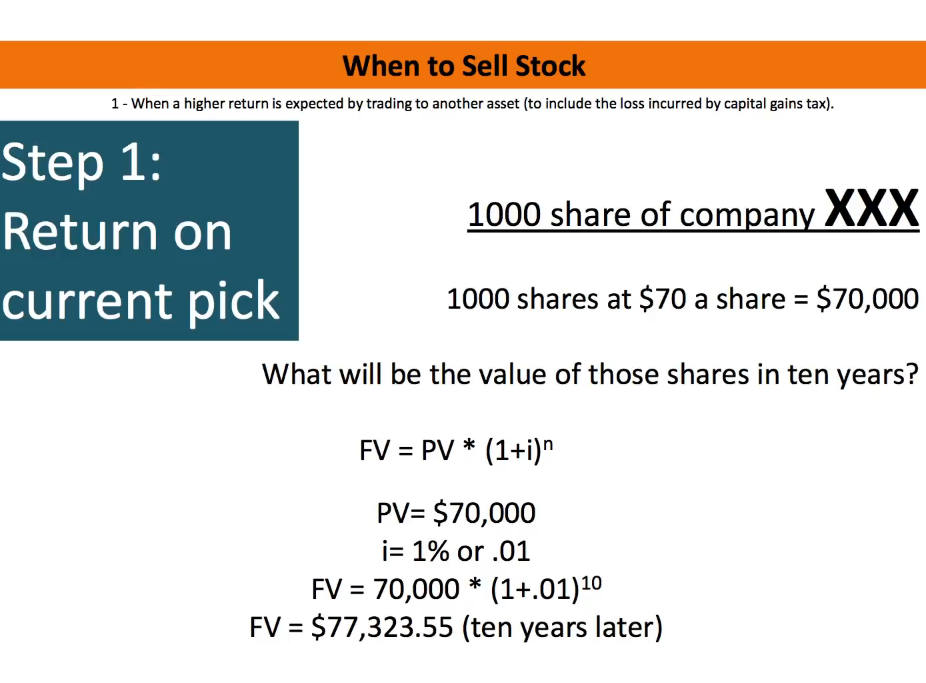 When to Sell Stock
1 - When a higher return is expected by trading to another asset (to include the loss incurred by capital gains tax).
Step 1:
Return on
current pick
1000 share of company XXX
1000 shares at $70 a share = $70,000
What will be the value of those shares in ten years?
FV = PV * (1+i)ⁿ
PV= $70,000
i= 1% or .01
FV = 70,000 * (1+.01)¹⁰
FV = $77,323.55 (ten years later)